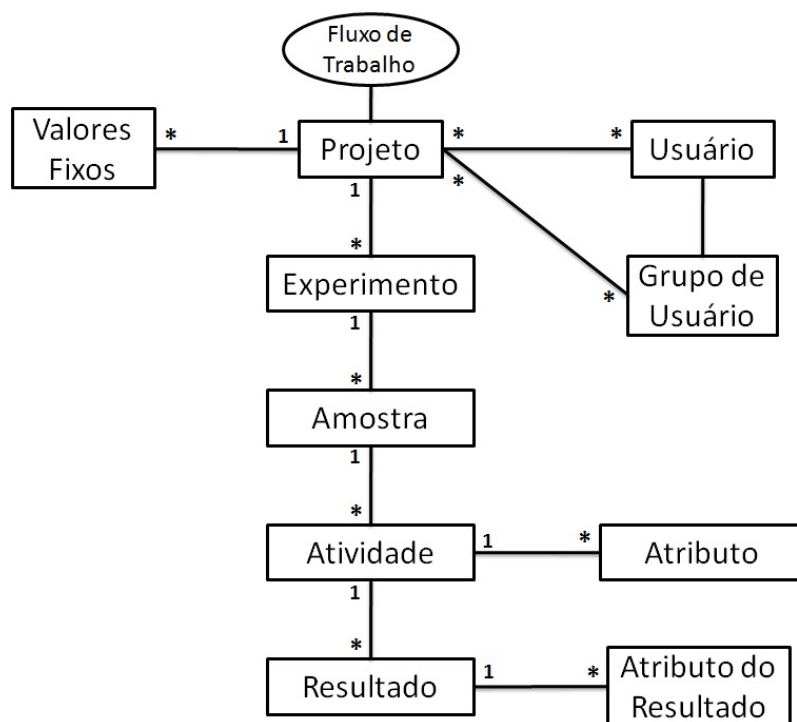 Fluxo de
Trabalho
Valores
Fixos
* 1
Projeto
* *
Usuário
*
1
*
Experimento
*
Grupo de
Usuário
1
*
Amostra
1
*
Atividade
1 *
Atributo
1
*
Resultado
1 *
Atributo do
Resultado